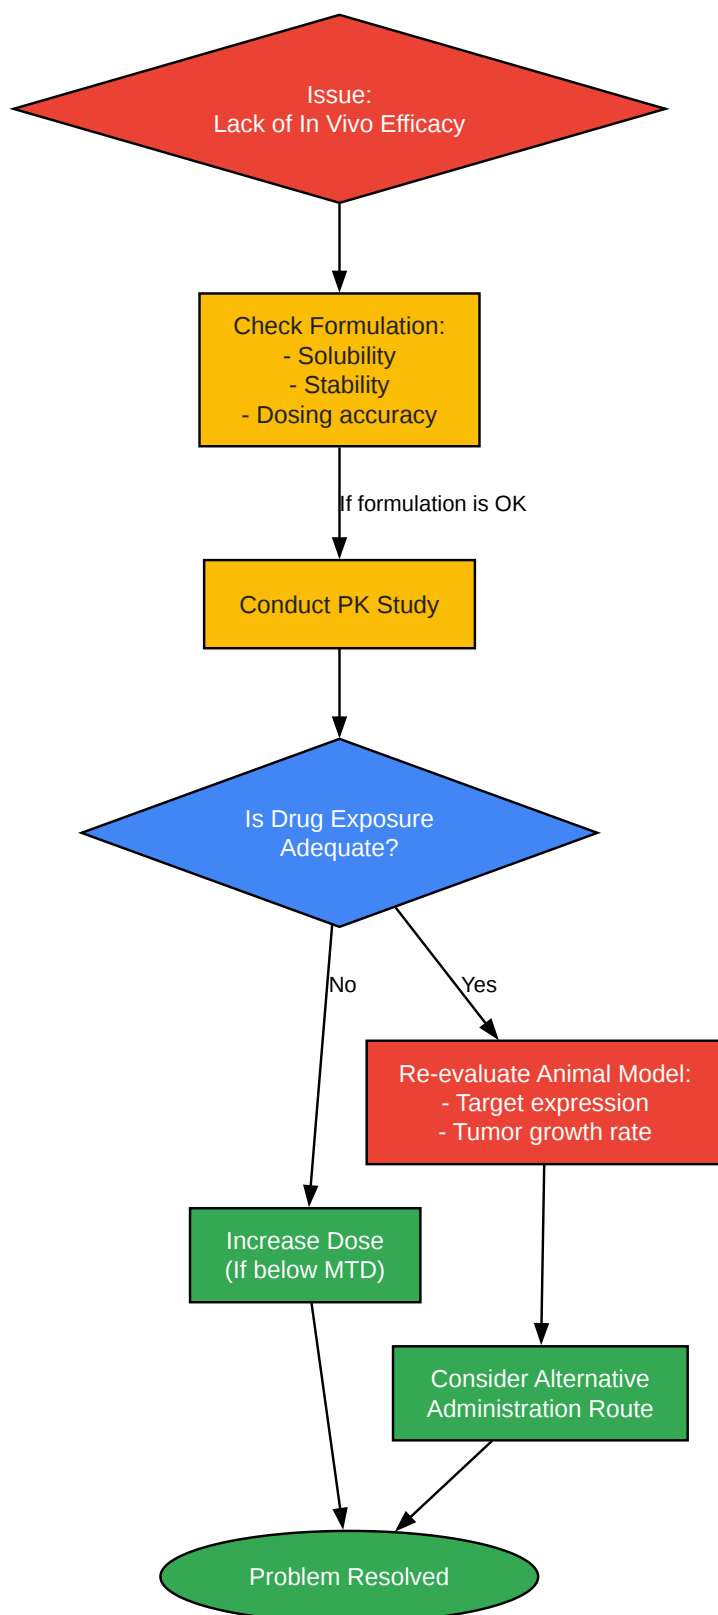 Issue:
Lack of In Vivo Efficacy
Check Formulation:
- Solubility
- Stability
- Dosing accuracy
If formulation is OK
Conduct PK Study
Is Drug Exposure
Adequate?
No
Yes
Re-evaluate Animal Model:
- Target expression
- Tumor growth rate
Increase Dose
(If below MTD)
Consider Alternative
Administration Route
Problem Resolved